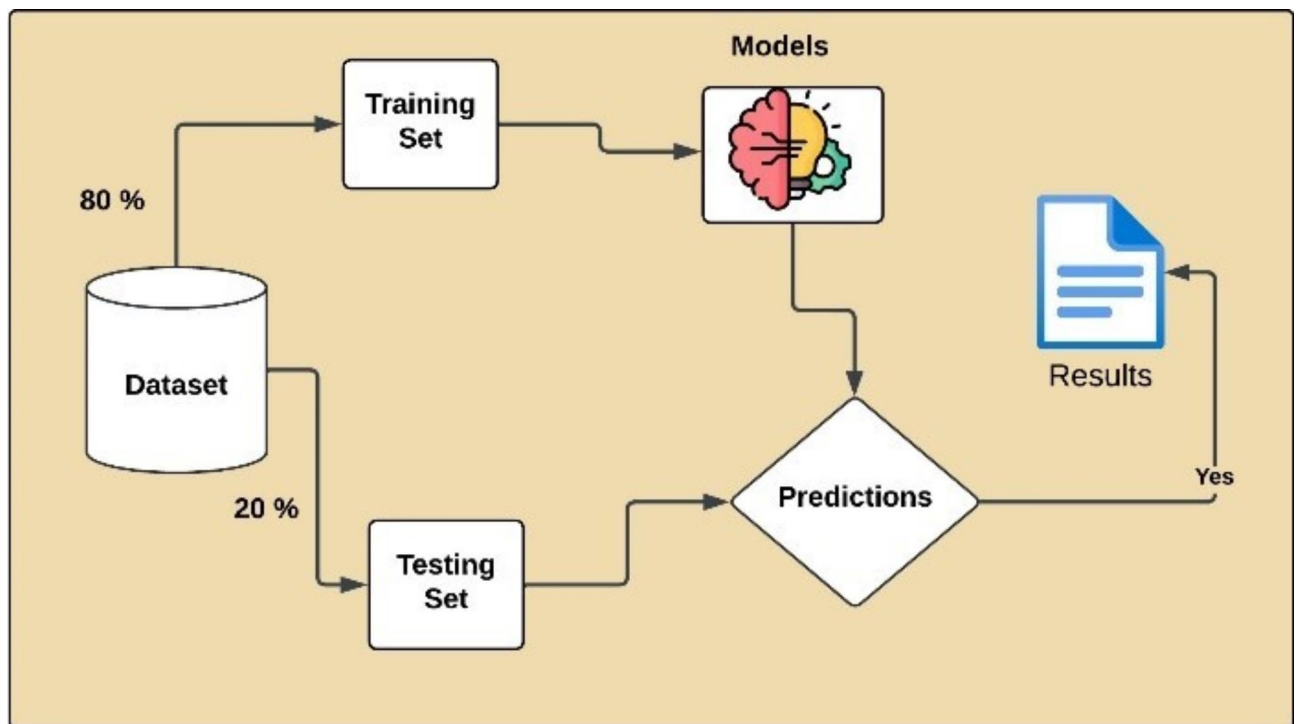 Models
Training
Set
80 %
Dataset
Results
Yes
Predictions
20 %
Testing
Set